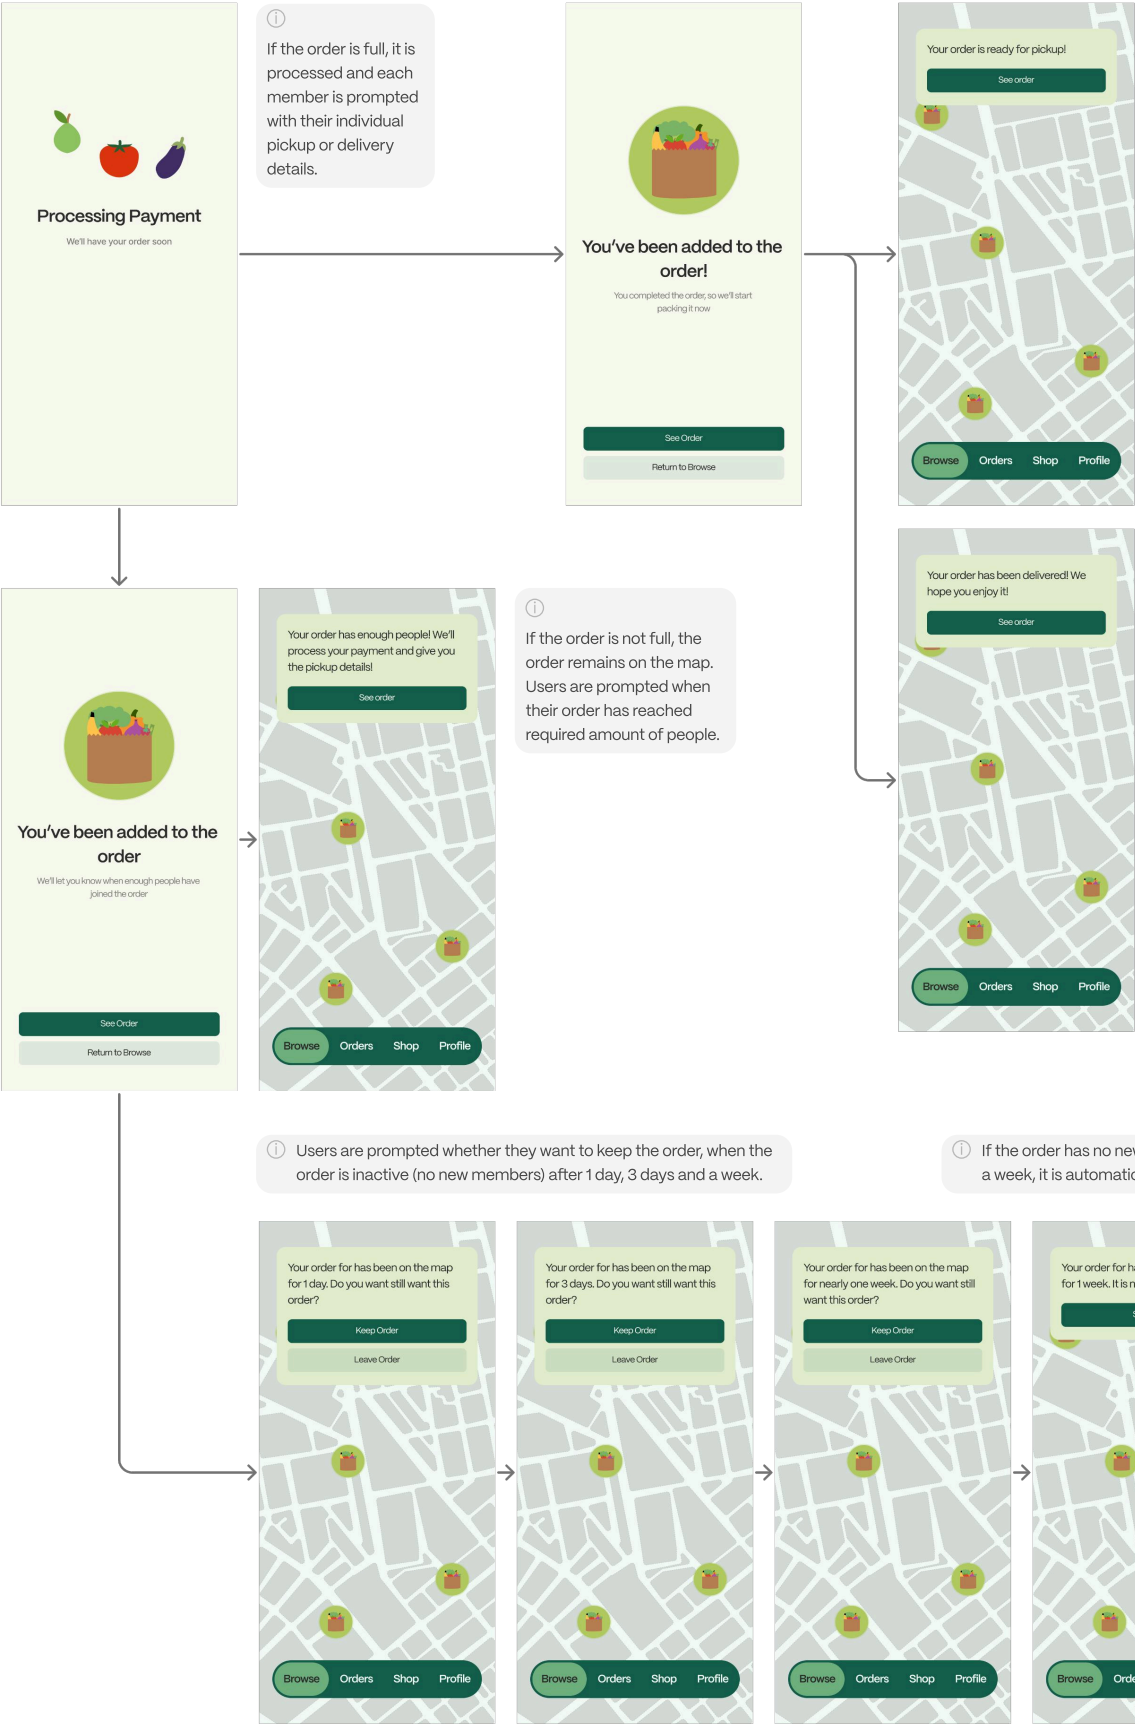 Processing Payment
We'll have your order soon
If the order is full, it is
processed and each
member is prompted
with their individual
pickup or delivery
details.
You've been added to the
order!
You completed the order, so we'll start
packing it now
See Order
Return to Browse
Your order is ready for pickup!
See order
Browse Orders Shop Profile
Your order has been delivered! We
hope you enjoy it!
See order
Browse Orders Shop Profile
You've been added to the
order
We'll let you know when enough people have
joined the order
See Order
Return to Browse
Your order has enough people! We'll
process your payment and give you
the pickup details!
See order
Browse Orders Shop Profile
If the order is not full, the
order remains on the map.
Users are prompted when
their order has reached
required amount of people.
Users are prompted whether they want to keep the order, when the
order is inactive (no new members) after 1 day, 3 days and a week.
If the order has no
a week, it is
Your order for has been on the map
for 1 day. Do you want still want this
order?
Keep Order
Leave Order
Browse Orders Shop Profile
Your order for has been on the map
for 3 days. Do you want still want this
order?
Keep Order
Leave Order
Browse Orders Shop Profile
Your order for has been on the map
for nearly one week. Do you want still
want this order?
Keep Order
Leave Order
Browse Orders Shop Profile
Your order for
for 1 week. It is
Browse